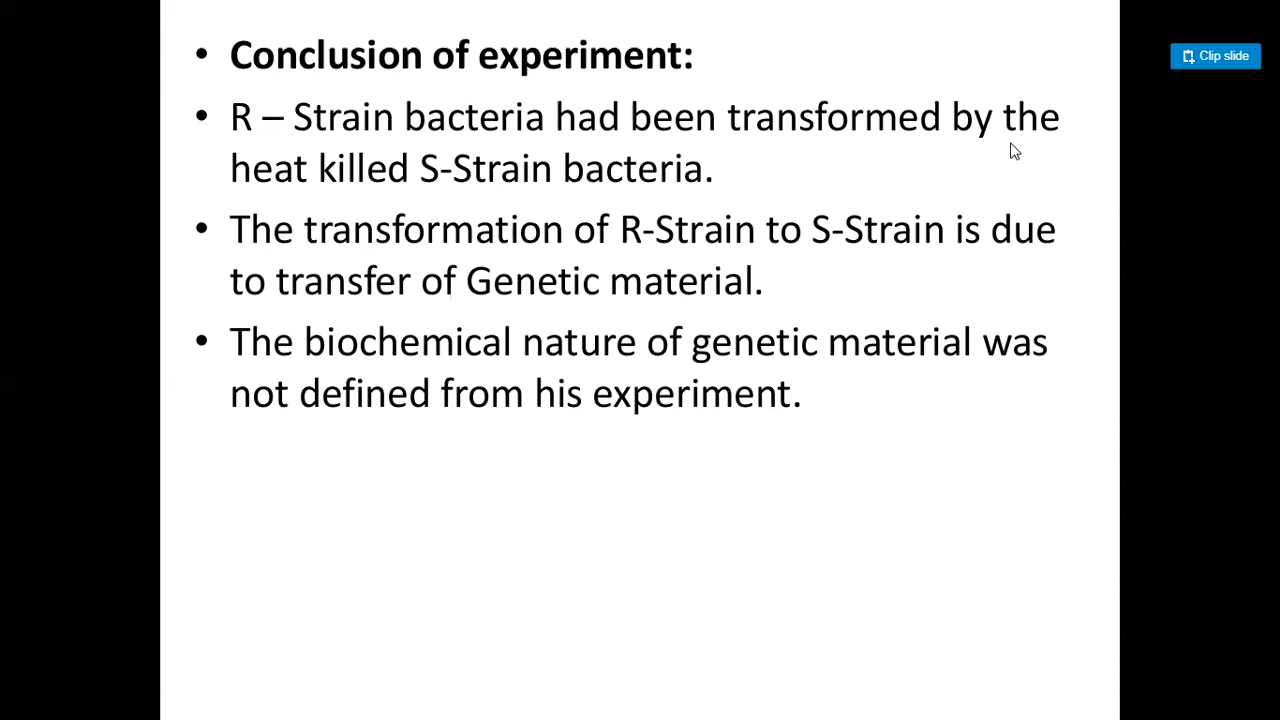 • Conclusion of experiment:
Clip slide
• R – Strain bacteria had been transformed by the
heat killed S-Strain bacteria.
• The transformation of R-Strain to S-Strain is due
to transfer of Genetic material.
• The biochemical nature of genetic material was
not defined from his experiment.